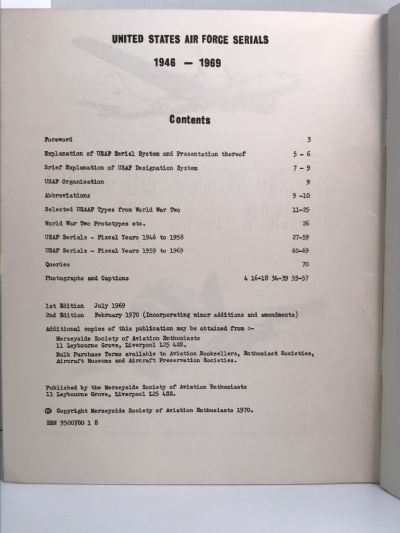 UNITED STATES AIR FORCE SERIALS
1946 — 1969
Contents
Foreword 3
Explanation of USAF Serial System and Presentation thereof 5 - 6
Brief Explanation of USAF Designation System 7 - 9
USAF Organisation 9
Abbreviations 9 -10
Selected USAAF Types from World War Two 11-25
World War Two Prototypes etc. 26
USAF Serials - Fiscal Years 1946 to 1958 27-59
USAF Serials - Fiscal Years 1959 to 1969 60-69
Queries 70
Photographs and Captions 4 16-18 34-39 53-57
1st Edition July 1969
2nd Edition February 1970 (Incorporating minor additions and amendments)
Additional copies of this publication may be obtained from :-
Merseyside Society of Aviation Enthusiasts
11 Leybourne Grove, Liverpool L25 4SS.
Bulk Purchase Terms available to Aviation Booksellers, Enthusiast Societies,
Aircraft Museums and Aircraft Preservation Societies.
Published by the Merseyside Society of Aviation Enthusiasts
11 Leybourne Grove, Liverpool L25 4SS.
© Copyright Merseyside Society of Aviation Enthusiasts 1970.
SBN 9500780 1 8